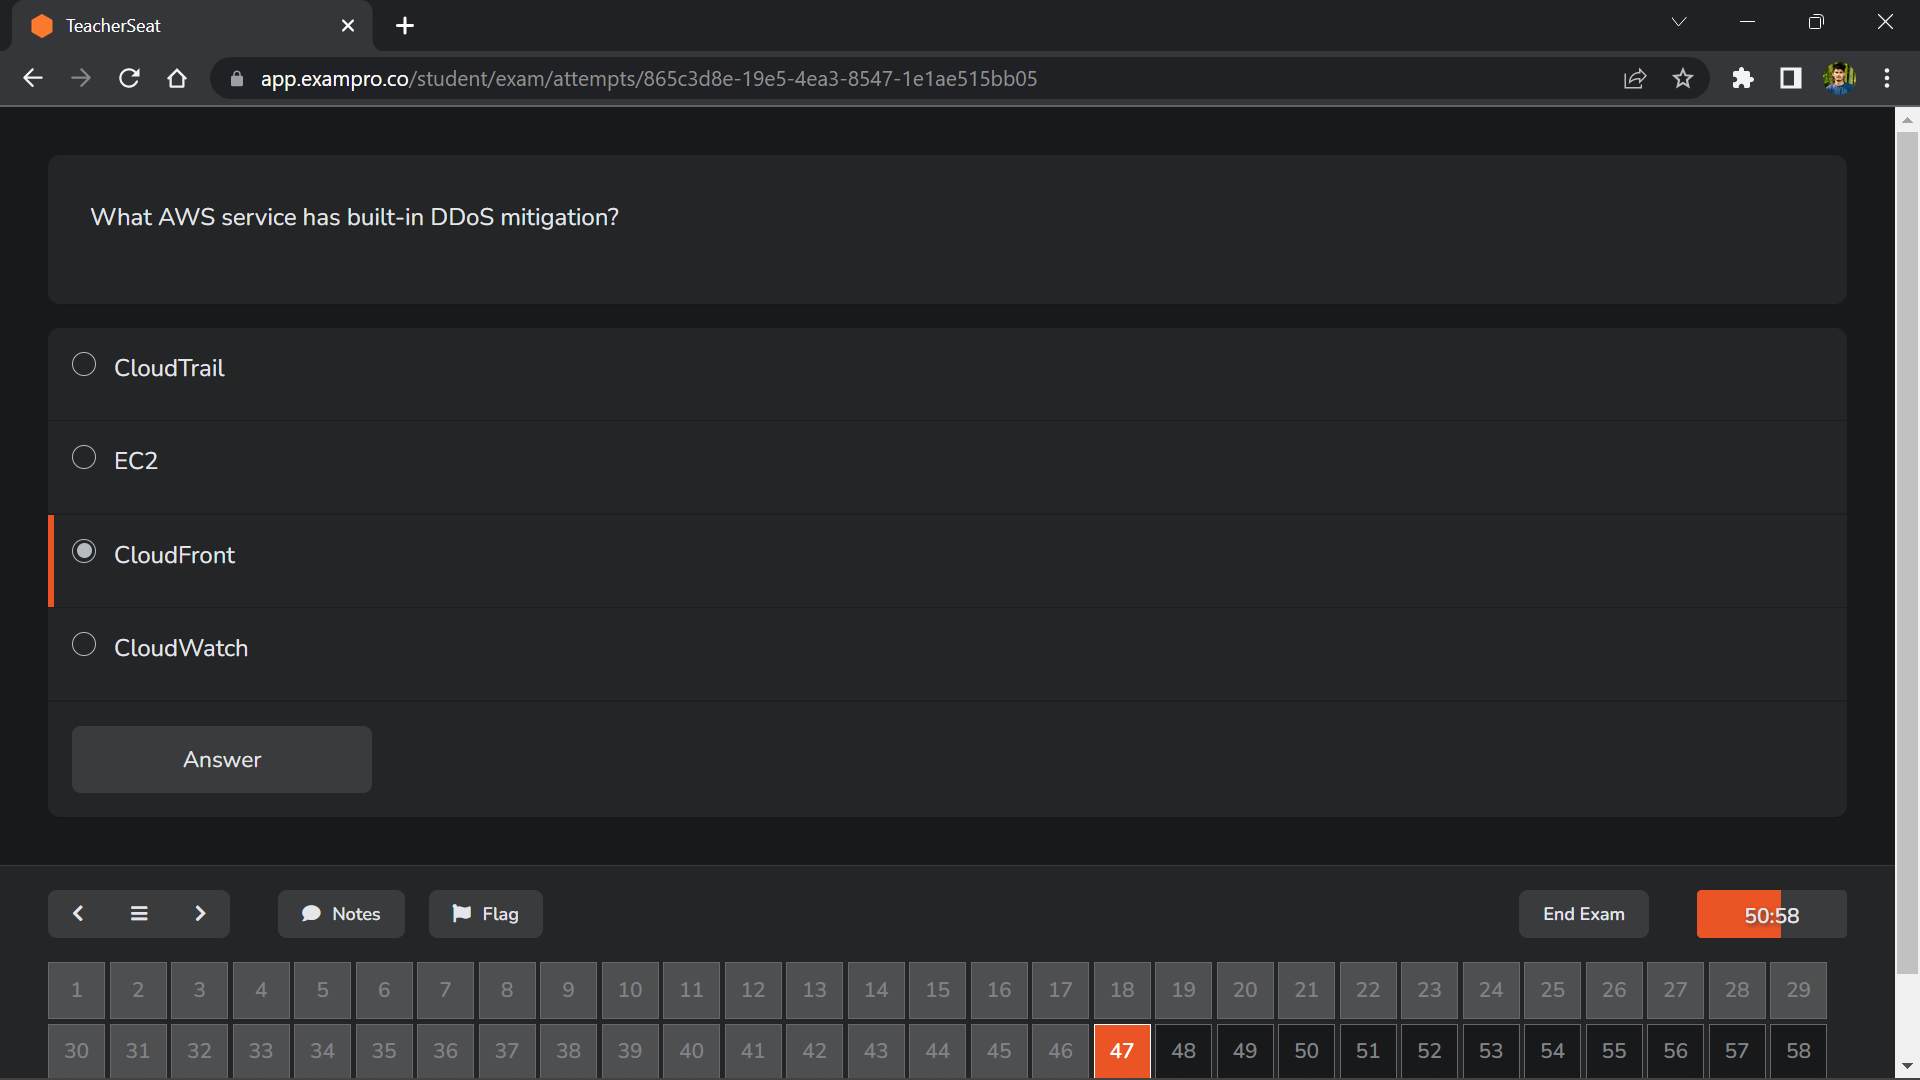 TeacherSeat
app.exampro.co/student/exam/attempts/865c3d8e-19e5-4ea3-8547-1e1ae515bb05
What AWS service has built-in DDoS mitigation?
CloudTrail
EC2
CloudFront
CloudWatch
Answer
Notes Flag End Exam 50:58
1 2 3 4 5 6 7 8 9 10 11 12 13 14 15 16 17 18 19 20 21 22 23 24 25 26 27 28 29
30 31 32 33 34 35 36 37 38 39 40 41 42 43 44 45 46 47 48 49 50 51 52 53 54 55 56 57 58